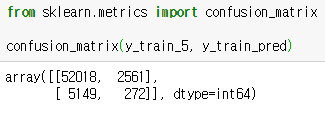 from sklearn.metrics import confusion_matrix
confusion_matrix(y_train_5, y_train_pred)
array([[52018,  2561],
       [ 5149,   272]], dtype=int64)